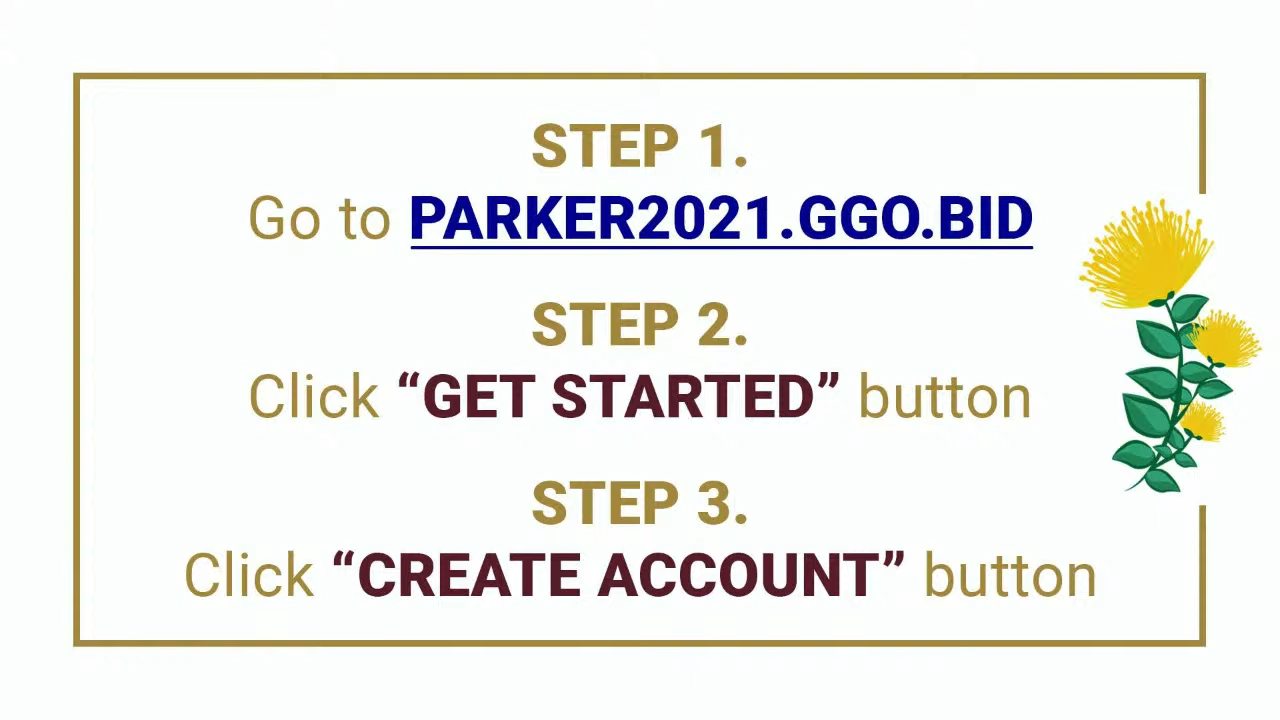 STEP 1.
Go to PARKER2021.GGO.BID
STEP 2.
Click “GET STARTED” button
STEP 3.
Click “CREATE ACCOUNT” button